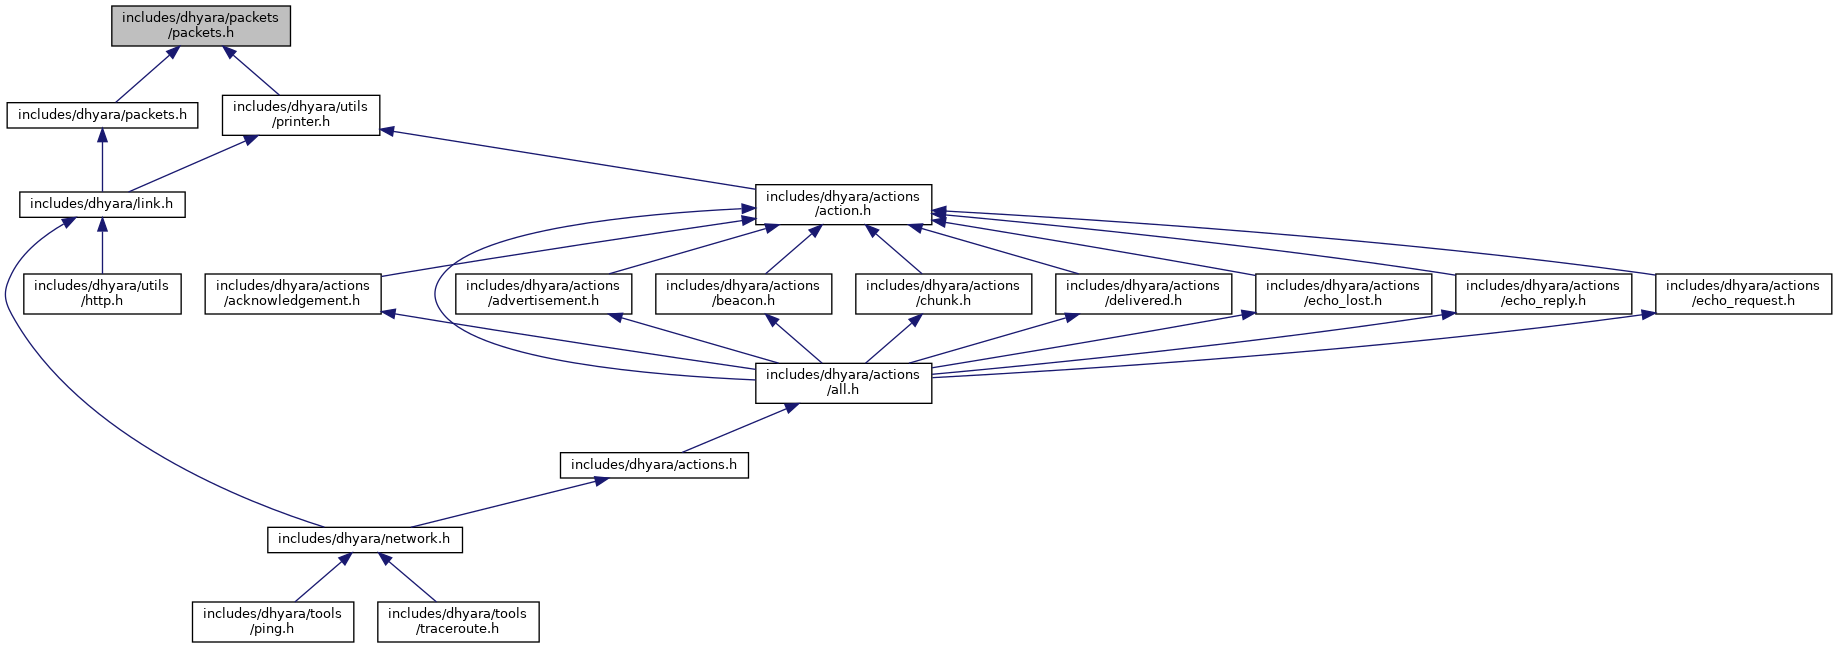 includes/dhyara/packets
/packets.h
includes/dhyara/packets.h
includes/dhyara/utils
/printer.h
includes/dhyara/link.h
includes/dhyara/actions
/action.h
includes/dhyara/utils
/http.h
includes/dhyara/actions
/acknowledgement.h
includes/dhyara/actions
/advertisement.h
includes/dhyara/actions
/beacon.h
includes/dhyara/actions
/chunk.h
includes/dhyara/actions
/delivered.h
includes/dhyara/actions
/echo_lost.h
includes/dhyara/actions
/echo_reply.h
includes/dhyara/actions
/echo_request.h
includes/dhyara/actions
/all.h
includes/dhyara/actions.h
includes/dhyara/network.h
includes/dhyara/tools
/ping.h
includes/dhyara/tools
/traceroute.h